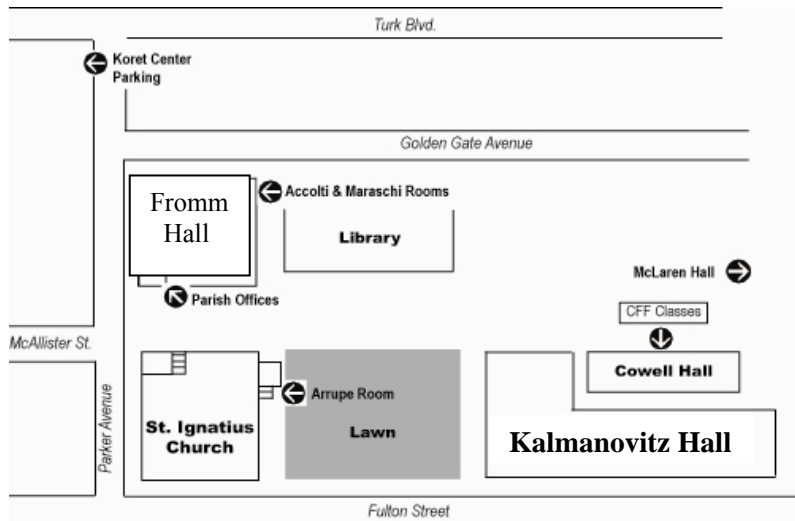 Turk Blvd.
Koret Center
Parking
Golden Gate Avenue
Accolti & Maraschi Rooms
Fromm
Hall
Library
McLaren Hall
Parish Offices
CFF Classes
McAllister St.
Cowell Hall
Arrupe Room
Parker Avenue
St. Ignatius
Church
Lawn
Kalmanovitz Hall
Fulton Street